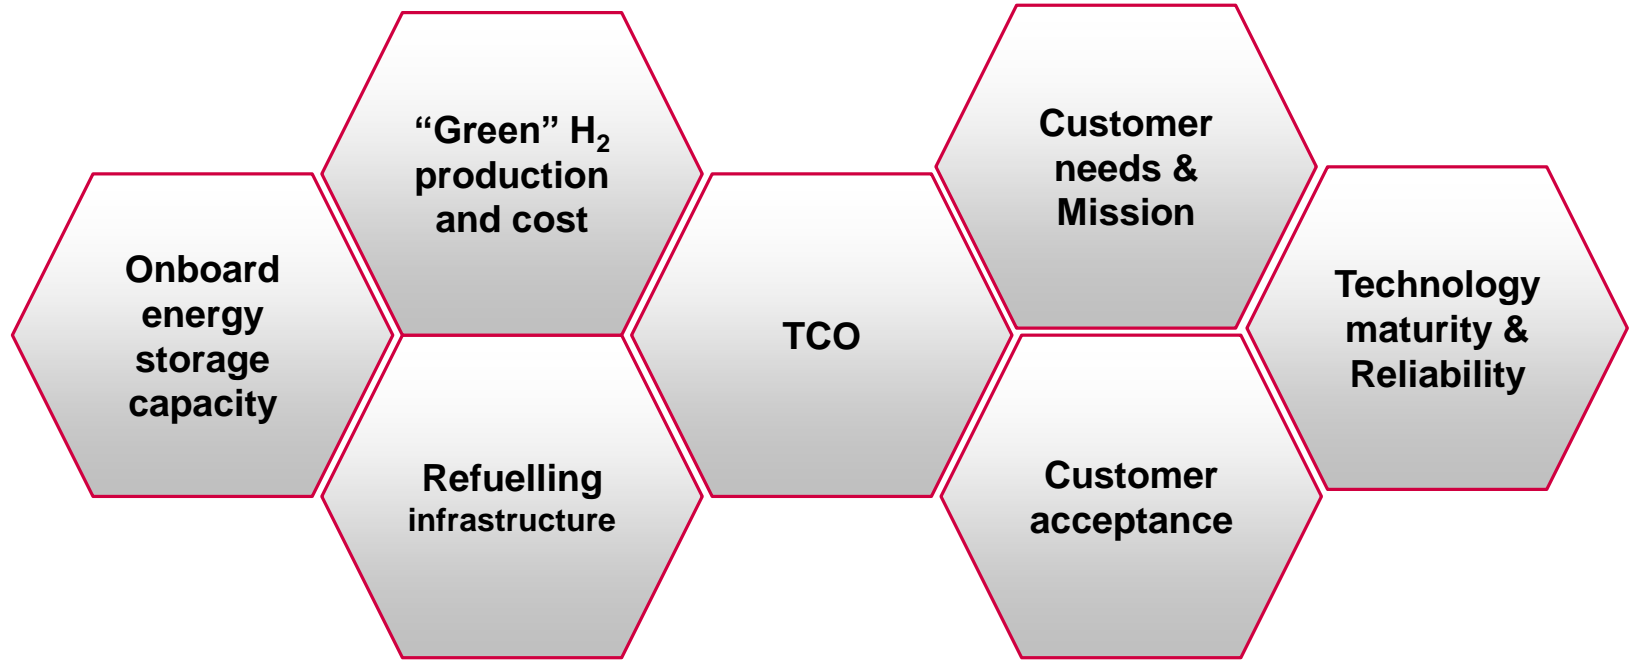 Onboard
energy
storage
capacity
“Green” H₂
production
and cost
Refuelling
infrastructure
TCO
Customer
needs &
Mission
Customer
acceptance
Technology
maturity &
Reliability